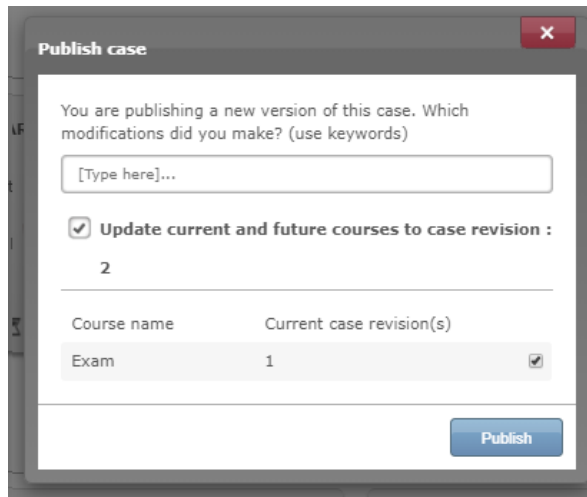 Publish case
You are publishing a new version of this case. Which
modifications did you make? (use keywords)
[Type here]...
Update current and future courses to case revision :
2
Course name Current case revision(s)
Exam 1
Publish